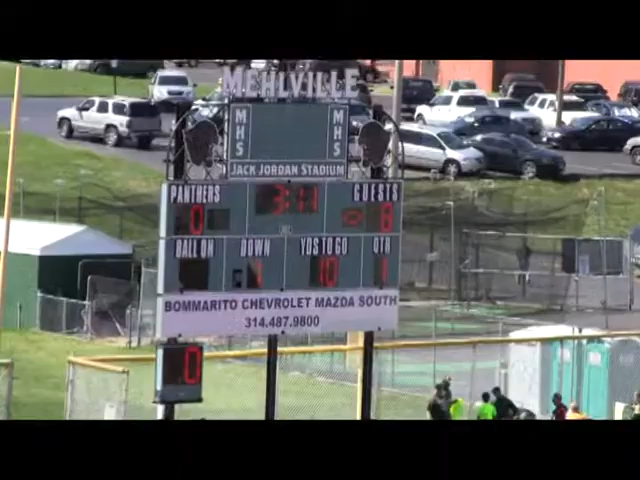 MEHLVILLE
MHS MHS
JACK JORDAN STADIUM
PANTHERS 3:11 GUESTS
0 8
BALL ON DOWN YDS TO GO QTR
1 10 1
BOMMARITO CHEVROLET MAZDA SOUTH
314.487.9800
0